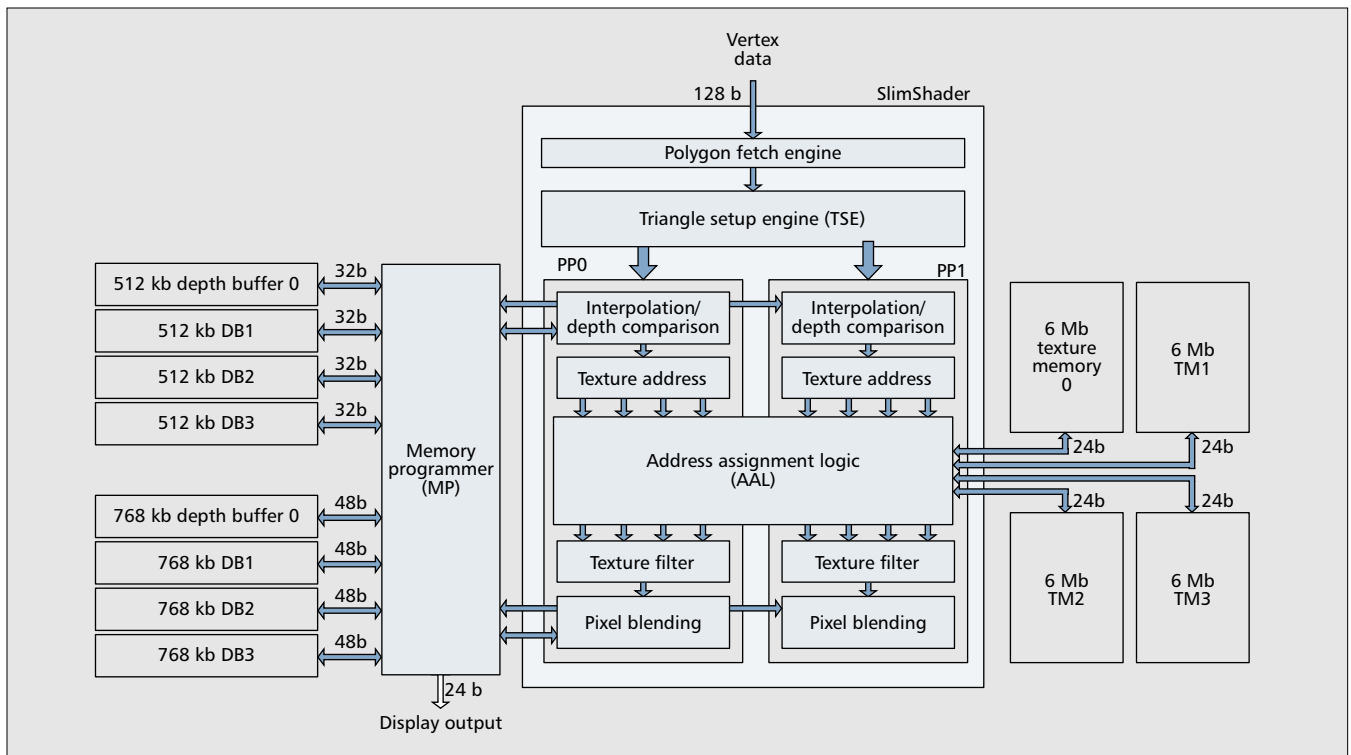 Vertex
data
128 b
SlimShader
Polygon fetch engine
Triangle setup engine (TSE)
PP0
PP1
512 kb depth buffer 0
32b
512 kb DB1
32b
512 kb DB2
32b
512 kb DB3
32b
768 kb depth buffer 0
48b
768 kb DB1
48b
768 kb DB2
48b
768 kb DB3
48b
Memory
programmer
(MP)
24 b
Display output
Interpolation/
depth comparison
Texture address
Interpolation/
depth comparison
Texture address
Address assignment logic
(AAL)
Texture filter
Pixel blending
Texture filter
Pixel blending
6 Mb
texture
memory
0
24b
6 Mb
TM1
24b
6 Mb
TM2
24b
6 Mb
TM3
24b